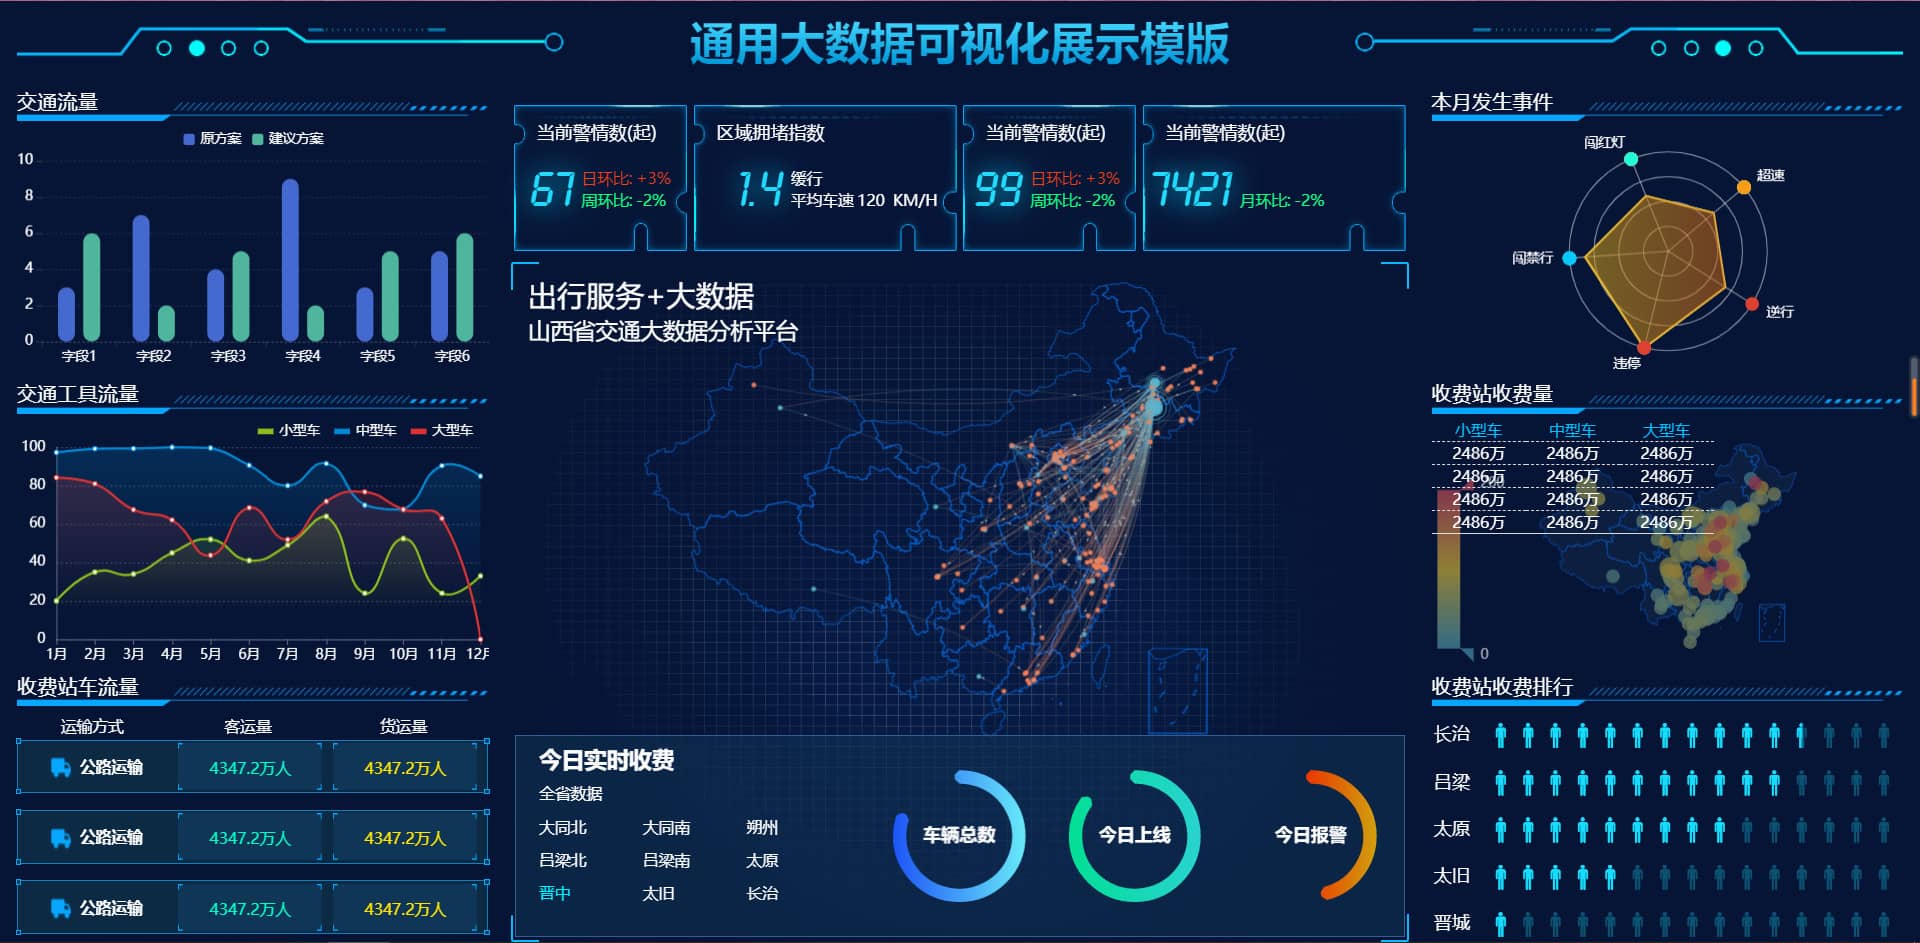 通用大数据可视化展示模版
交通流量
原方案 建议方案
10
8
6
4
2
0
字段1 字段2 字段3 字段4 字段5 字段6
交通工具流量
小型车 中型车 大型车
100
80
60
40
20
0
1月 2月 3月 4月 5月 6月 7月 8月 9月 10月 11月 12月
收费站车流量
运输方式 客运量 货运量
公路运输 4347.2万人 4347.2万人
公路运输 4347.2万人 4347.2万人
公路运输 4347.2万人 4347.2万人
当前警情数(起)
67
日环比: +3%
周环比: -2%
区域拥堵指数
1.4
缓行
平均车速 120 KM/H
当前警情数(起)
99
日环比: +3%
周环比: -2%
当前警情数(起)
7421 月环比: -2%
出行服务+大数据
山西省交通大数据分析平台
今日实时收费
全省数据
大同北 大同南 朔州
吕梁北 吕梁南 太原
晋中 太旧 长治
车辆总数 今日上线 今日报警
本月发生事件
闯红灯
超速
闯禁行
逆行
违停
收费站收费量
小型车 中型车 大型车
2486万 2486万 2486万
2486万 2486万 2486万
2486万 2486万 2486万
2486万 2486万 2486万
0
收费站收费排行
长治
吕梁
太原
太旧
晋城